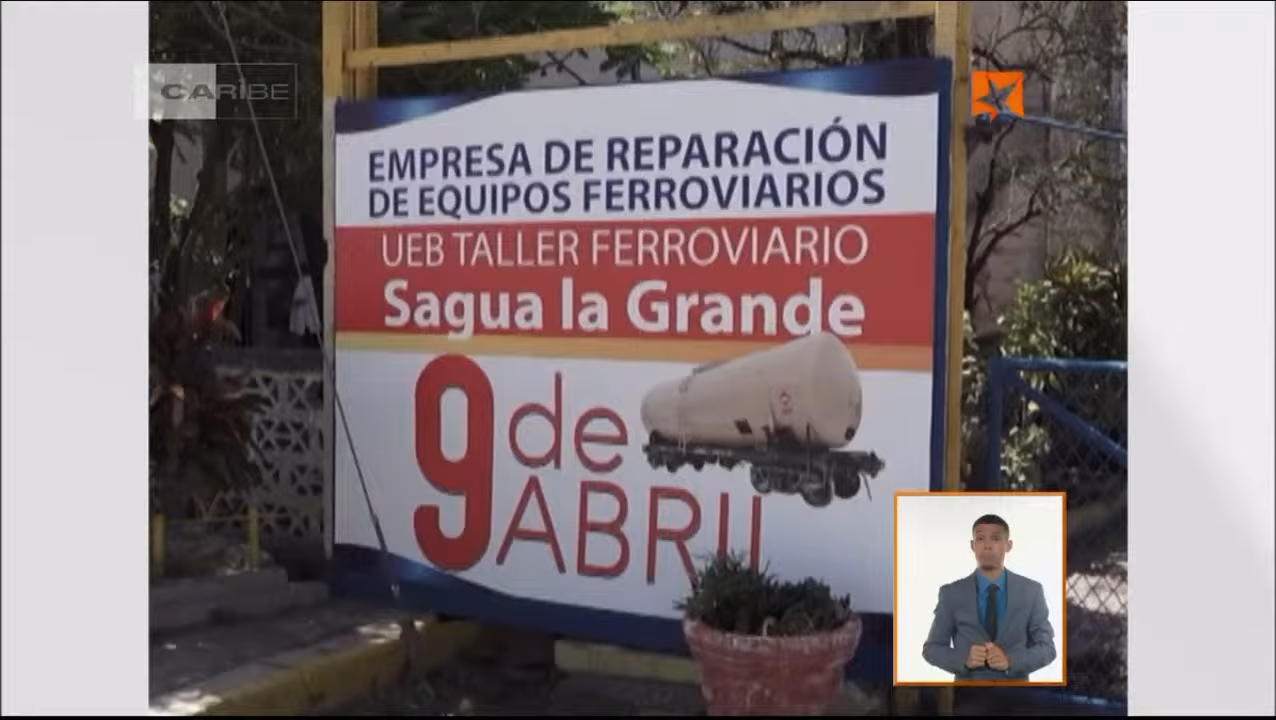 CARIBE
EMPRESA DE REPARACIÓN
DE EQUIPOS FERROVIARIOS
UEB TALLER FERROVIARIO
Sagua la Grande
9 de
ABRIL